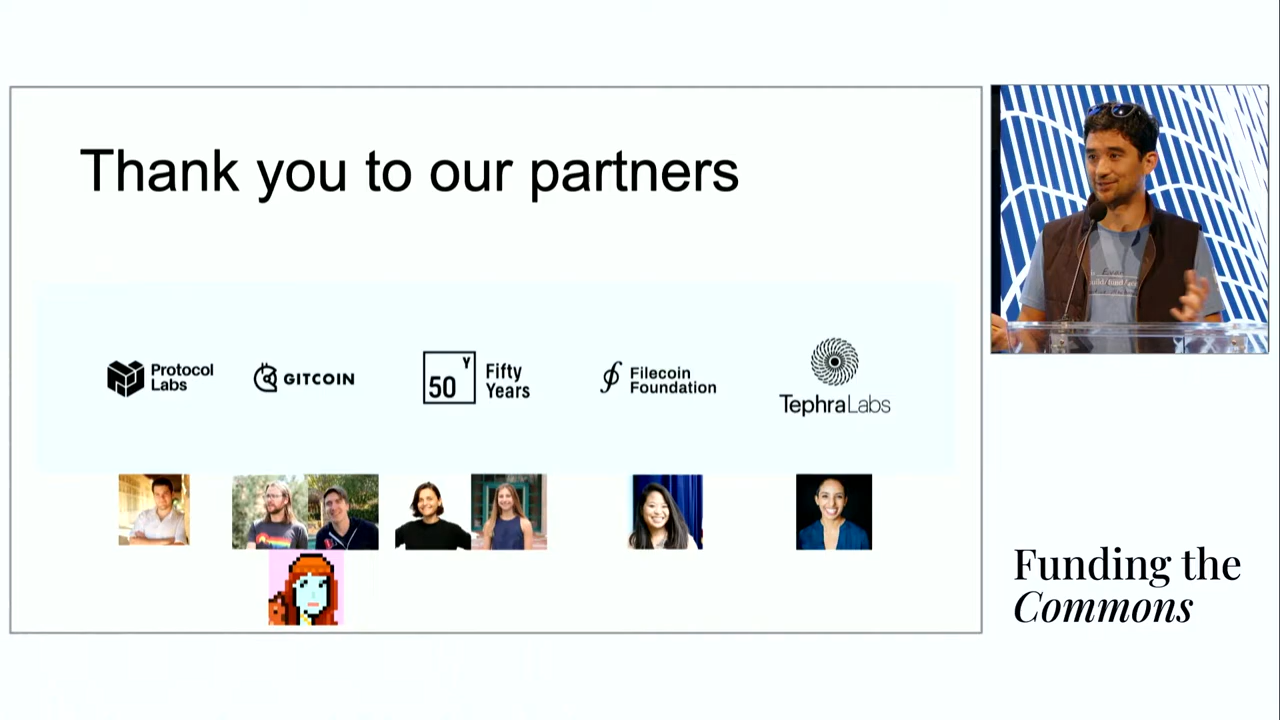 Thank you to our partners
Protocol
Labs
GITCOIN
50 Y
Fifty
Years
Filecoin
Foundation
TephraLabs
Funding the
Commons